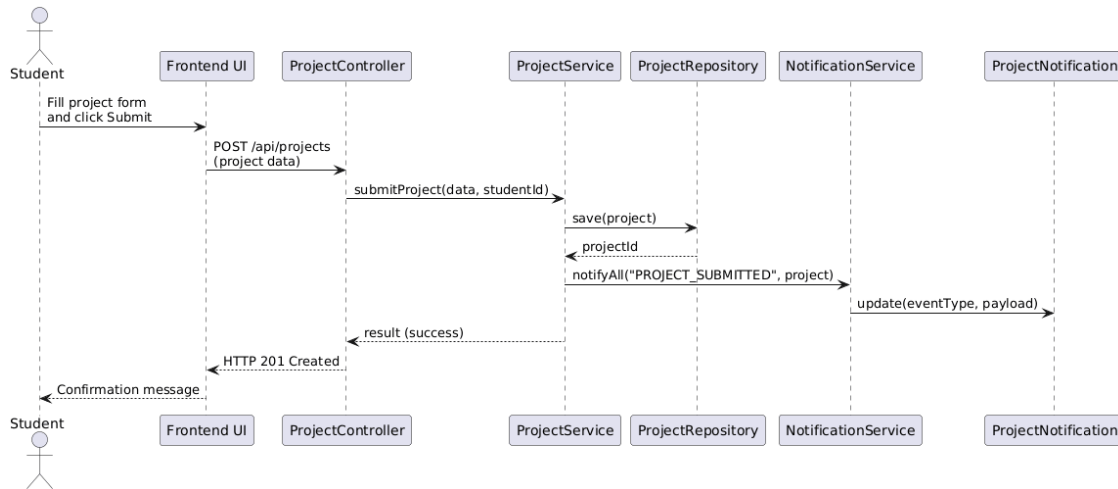 Student
Frontend UI
ProjectController
ProjectService
ProjectRepository
NotificationService
ProjectNotification
Fill project form
and click Submit
POST /api/projects
(project data)
submitProject(data, studentId)
save(project)
projectId
notifyAll("PROJECT_SUBMITTED", project)
update(eventType, payload)
result (success)
HTTP 201 Created
Confirmation message
Student
Frontend UI
ProjectController
ProjectService
ProjectRepository
NotificationService
ProjectNotification